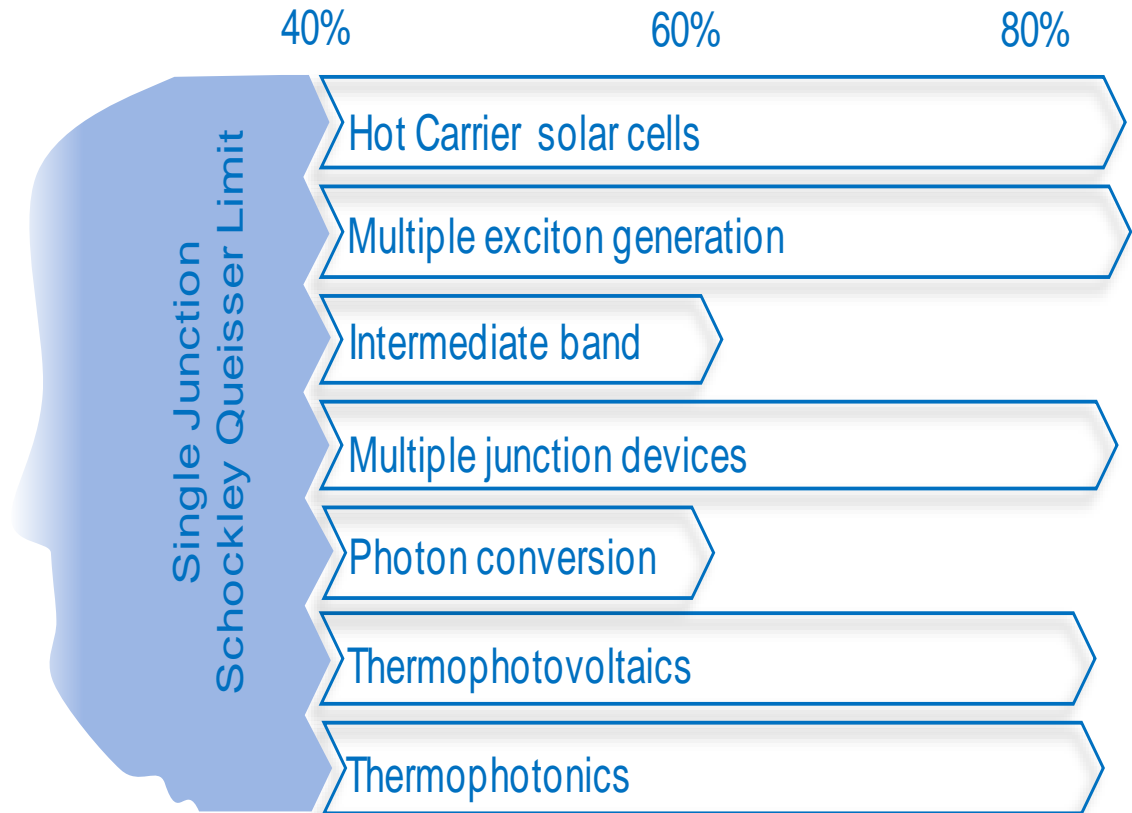 40% 60% 80%
Single Junction
Schockley Queisser Limit
Hot Carrier solar cells
Multiple exciton generation
Intermediate band
Multiple junction devices
Photon conversion
Thermophotovoltaics
Thermophotonics